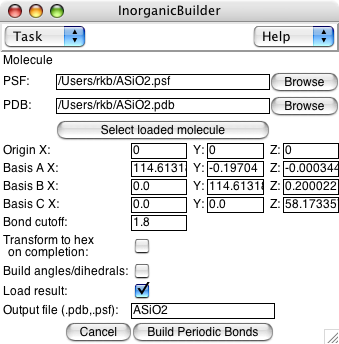 InorganicBuilder
Task Help
Molecule
PSF: /Users/rkb/ASiO2.psf Browse
PDB: /Users/rkb/ASiO2.pdb Browse
Select loaded molecule
Origin X: 0 Y: 0 Z: 0
Basis A X: 114.61318 Y: -0.19704 Z: -0.000344
Basis B X: 0.0 Y: 114.61318 Z: 0.200022
Basis C X: 0.0 Y: 0.0 Z: 58.17335
Bond cutoff: 1.8
Transform to hex
on completion:
Build angles/dihedrals:
Load result:
Output file (.pdb,.psf): ASiO2
Cancel Build Periodic Bonds